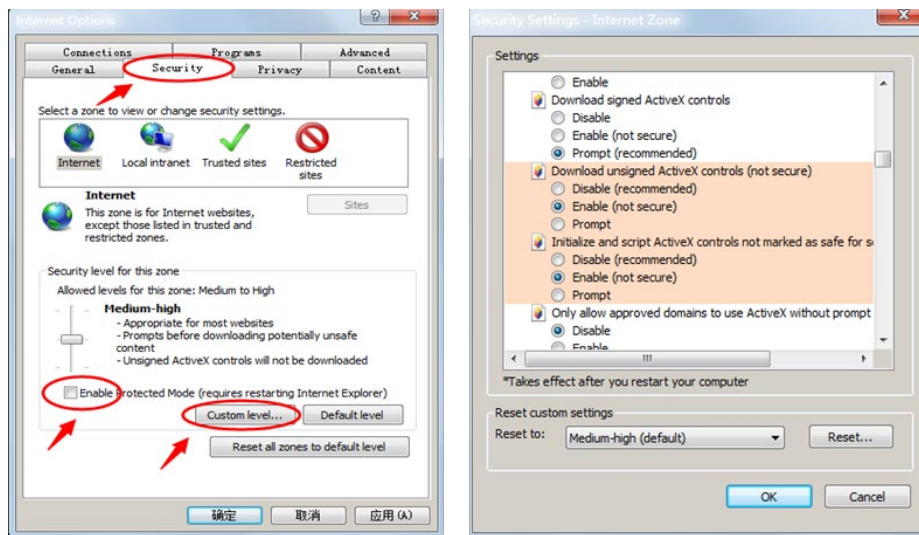 Internet Options
Connections Programs Advanced
General Security Privacy Content
Select a zone to view or change security settings.
Internet Local intranet Trusted sites Restricted sites
Internet
This zone is for Internet websites,
except those listed in trusted and
restricted zones.
Sites
Security level for this zone
Allowed levels for this zone: Medium to High
Medium-high
- Appropriate for most websites
- Prompts before downloading potentially unsafe
content
- Unsigned ActiveX controls will not be downloaded
Enable Protected Mode (requires restarting Internet Explorer)
Custom level... Default level
Reset all zones to default level
确定 取消 应用(A)
Security Settings - Internet Zone
Settings
Enable
Download signed ActiveX controls
Disable
Enable (not secure)
Prompt (recommended)
Download unsigned ActiveX controls (not secure)
Disable (recommended)
Enable (not secure)
Prompt
Initialize and script ActiveX controls not marked as safe for s
Disable (recommended)
Enable (not secure)
Prompt
Only allow approved domains to use ActiveX without prompt
Disable
Enable
*Takes effect after you restart your computer
Reset custom settings
Reset to: Medium-high (default) Reset...
OK Cancel